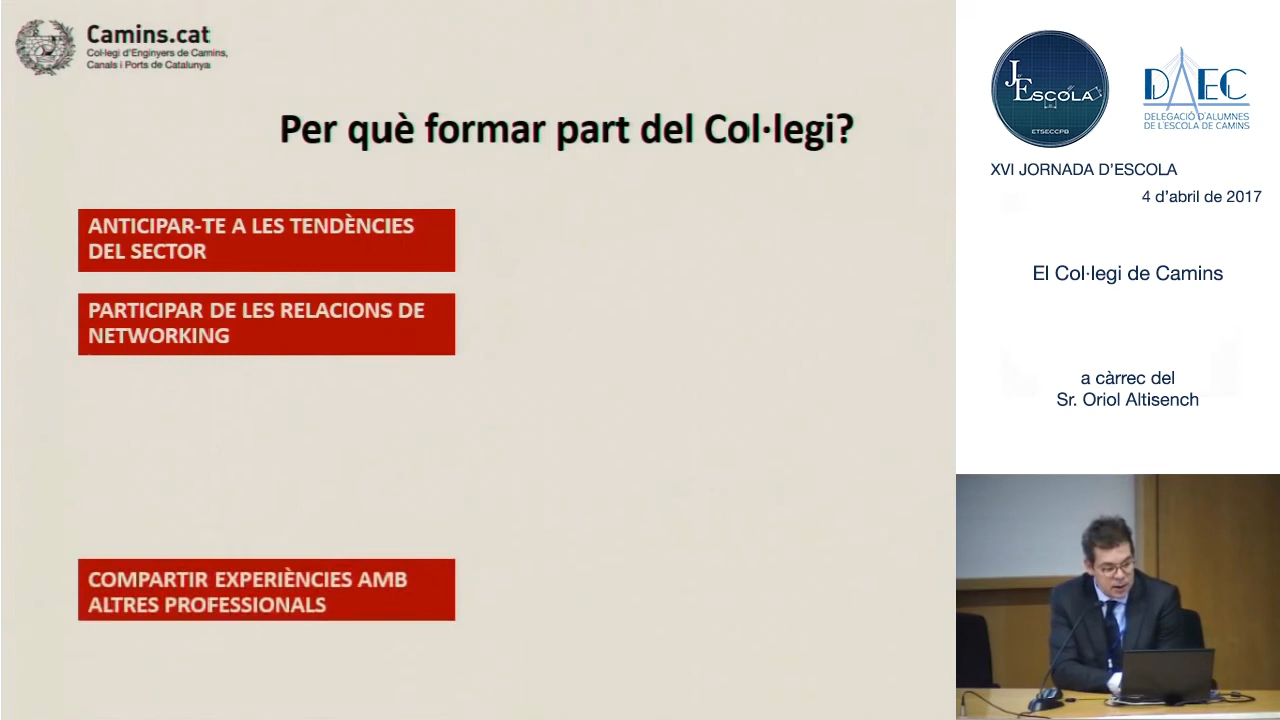 Camins.cat
Col·legi d'Enginyers de Camins,
Canals i Ports de Catalunya
Per què formar part del Col·legi?
ANTICIPAR-TE A LES TENDÈNCIES
DEL SECTOR
PARTICIPAR DE LES RELACIONS DE
NETWORKING
COMPARTIR EXPERIÈNCIES AMB
ALTRES PROFESSIONALS
J
ESCOLA
ETSECCPB
DAEC
DELEGACIÓ D'ALUMNES
DE L'ESCOLA DE CAMINS
XVI JORNADA D'ESCOLA
4 d'abril de 2017
El Col·legi de Camins
a càrrec del
Sr. Oriol Altisench